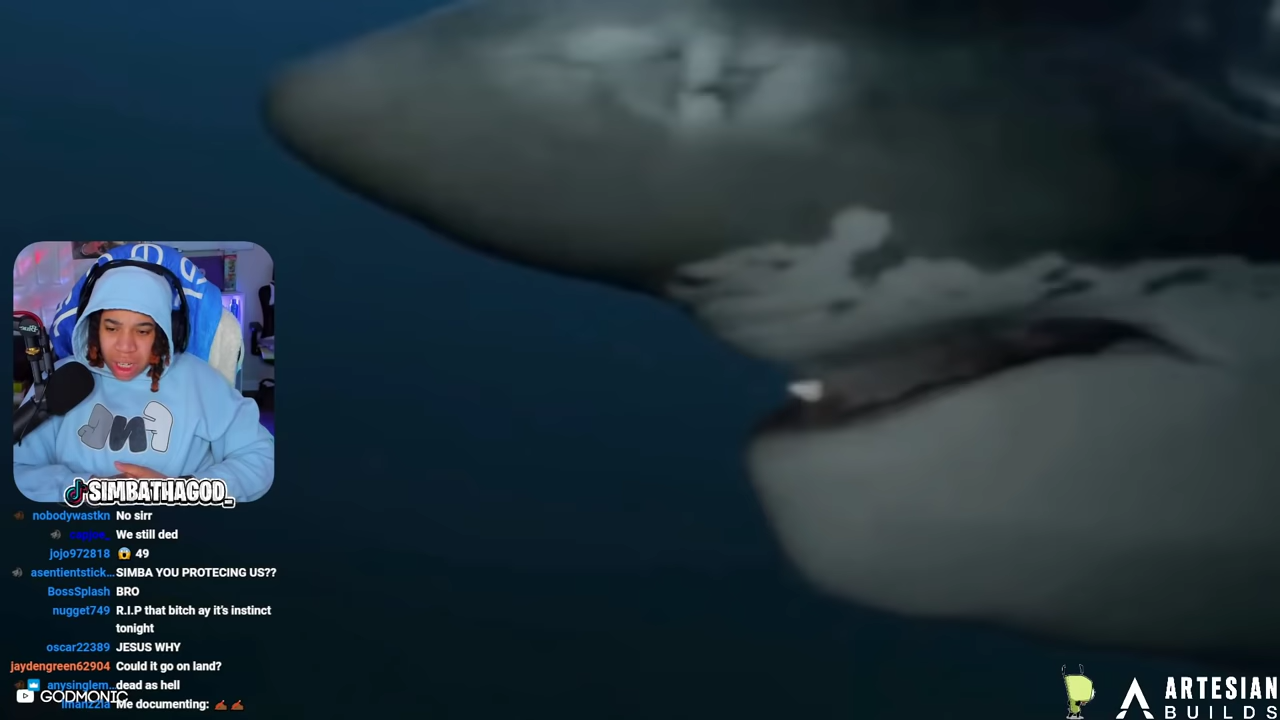 SIMBATHAGOD_
nobodywastkn No sirr
We still ded
jojo972818 😱 49
asentientstick... SIMBA YOU PROTECING US??
BossSplash BRO
nugget749 R.I.P that bitch ay it's instinct
tonight
oscar22389 JESUS WHY
jaydengreen62904 Could it go on land?
anysinglem... dead as hell
GODMONIC
Me documenting:
ARTESIAN
BUILDS